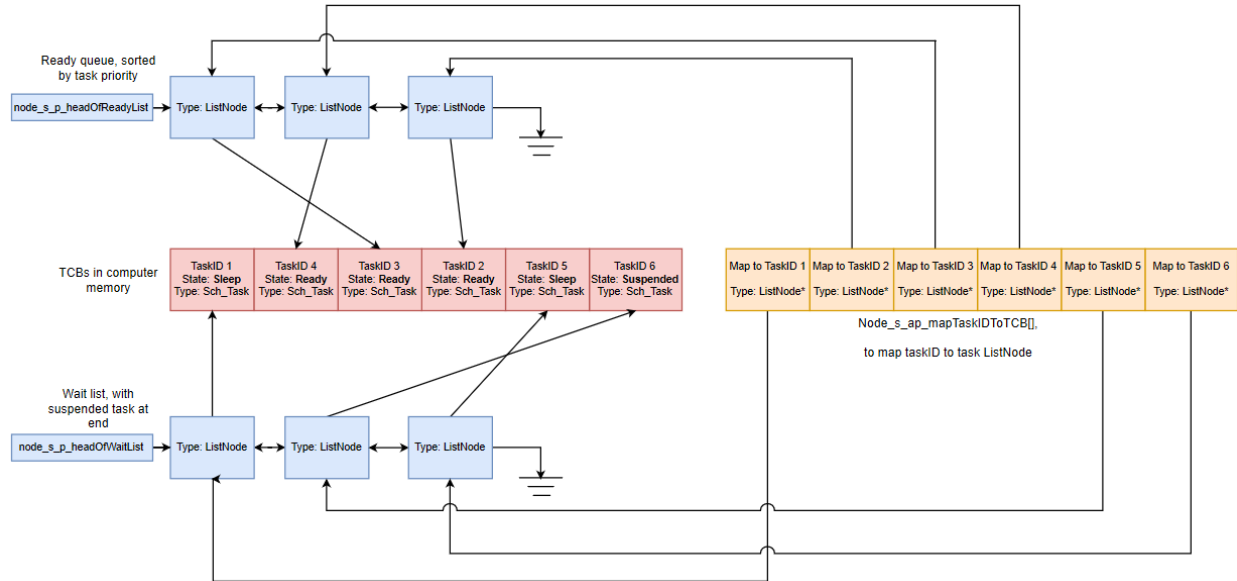 Ready queue, sorted
by task priority
node_s_p_headOfReadyList
Type: ListNode
Type: ListNode
Type: ListNode
TCBs in computer
memory
TaskID 1
State: Sleep
Type: Sch_Task
TaskID 4
State: Ready
Type: Sch_Task
TaskID 3
State: Ready
Type: Sch_Task
TaskID 2
State: Ready
Type: Sch_Task
TaskID 5
State: Sleep
Type: Sch_Task
TaskID 6
State: Suspended
Type: Sch_Task
Map to TaskID 1
Type: ListNode*
Map to TaskID 2
Type: ListNode*
Map to TaskID 3
Type: ListNode*
Map to TaskID 4
Type: ListNode*
Map to TaskID 5
Type: ListNode*
Map to TaskID 6
Type: ListNode*
Node_s_ap_mapTaskIDToTCB[],
to map taskID to task ListNode
Wait list, with
suspended task at
end
node_s_p_headOfWaitList
Type: ListNode
Type: ListNode
Type: ListNode